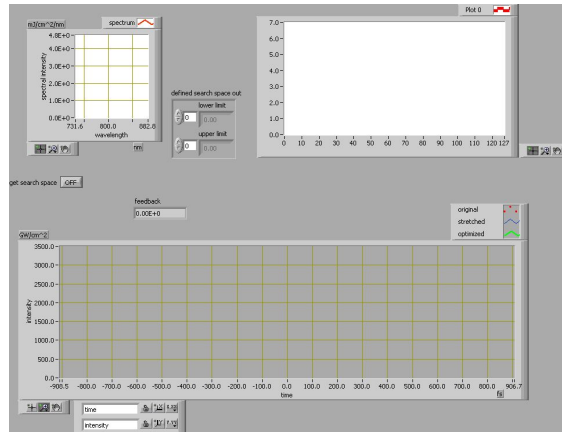 Plot 0
mJ/cm^2/nm
spectrum
4.8E+0
4.0E+0
3.0E+0
2.0E+0
1.0E+0
0.0E+0
spectral intensity
731.6 800.0 882.8
wavelength
nm
defined search space out
lower limit
0 0.00
upper limit
0 0.00
7.0
6.0
5.0
4.0
3.0
2.0
1.0
0.0
0 10 20 30 40 50 60 70 80 90 100 110 120 127
get search space OFF
feedback
0.00E+0
original
stretched
optimized
GW/cm^2
3500.0
3000.0
2500.0
2000.0
1500.0
1000.0
500.0
0.0
intensity
-908.5 -800.0 -700.0 -600.0 -500.0 -400.0 -300.0 -200.0 -100.0 0.0 100.0 200.0 300.0 400.0 500.0 600.0 700.0 800.0 906.7
time
fs
time
intensity